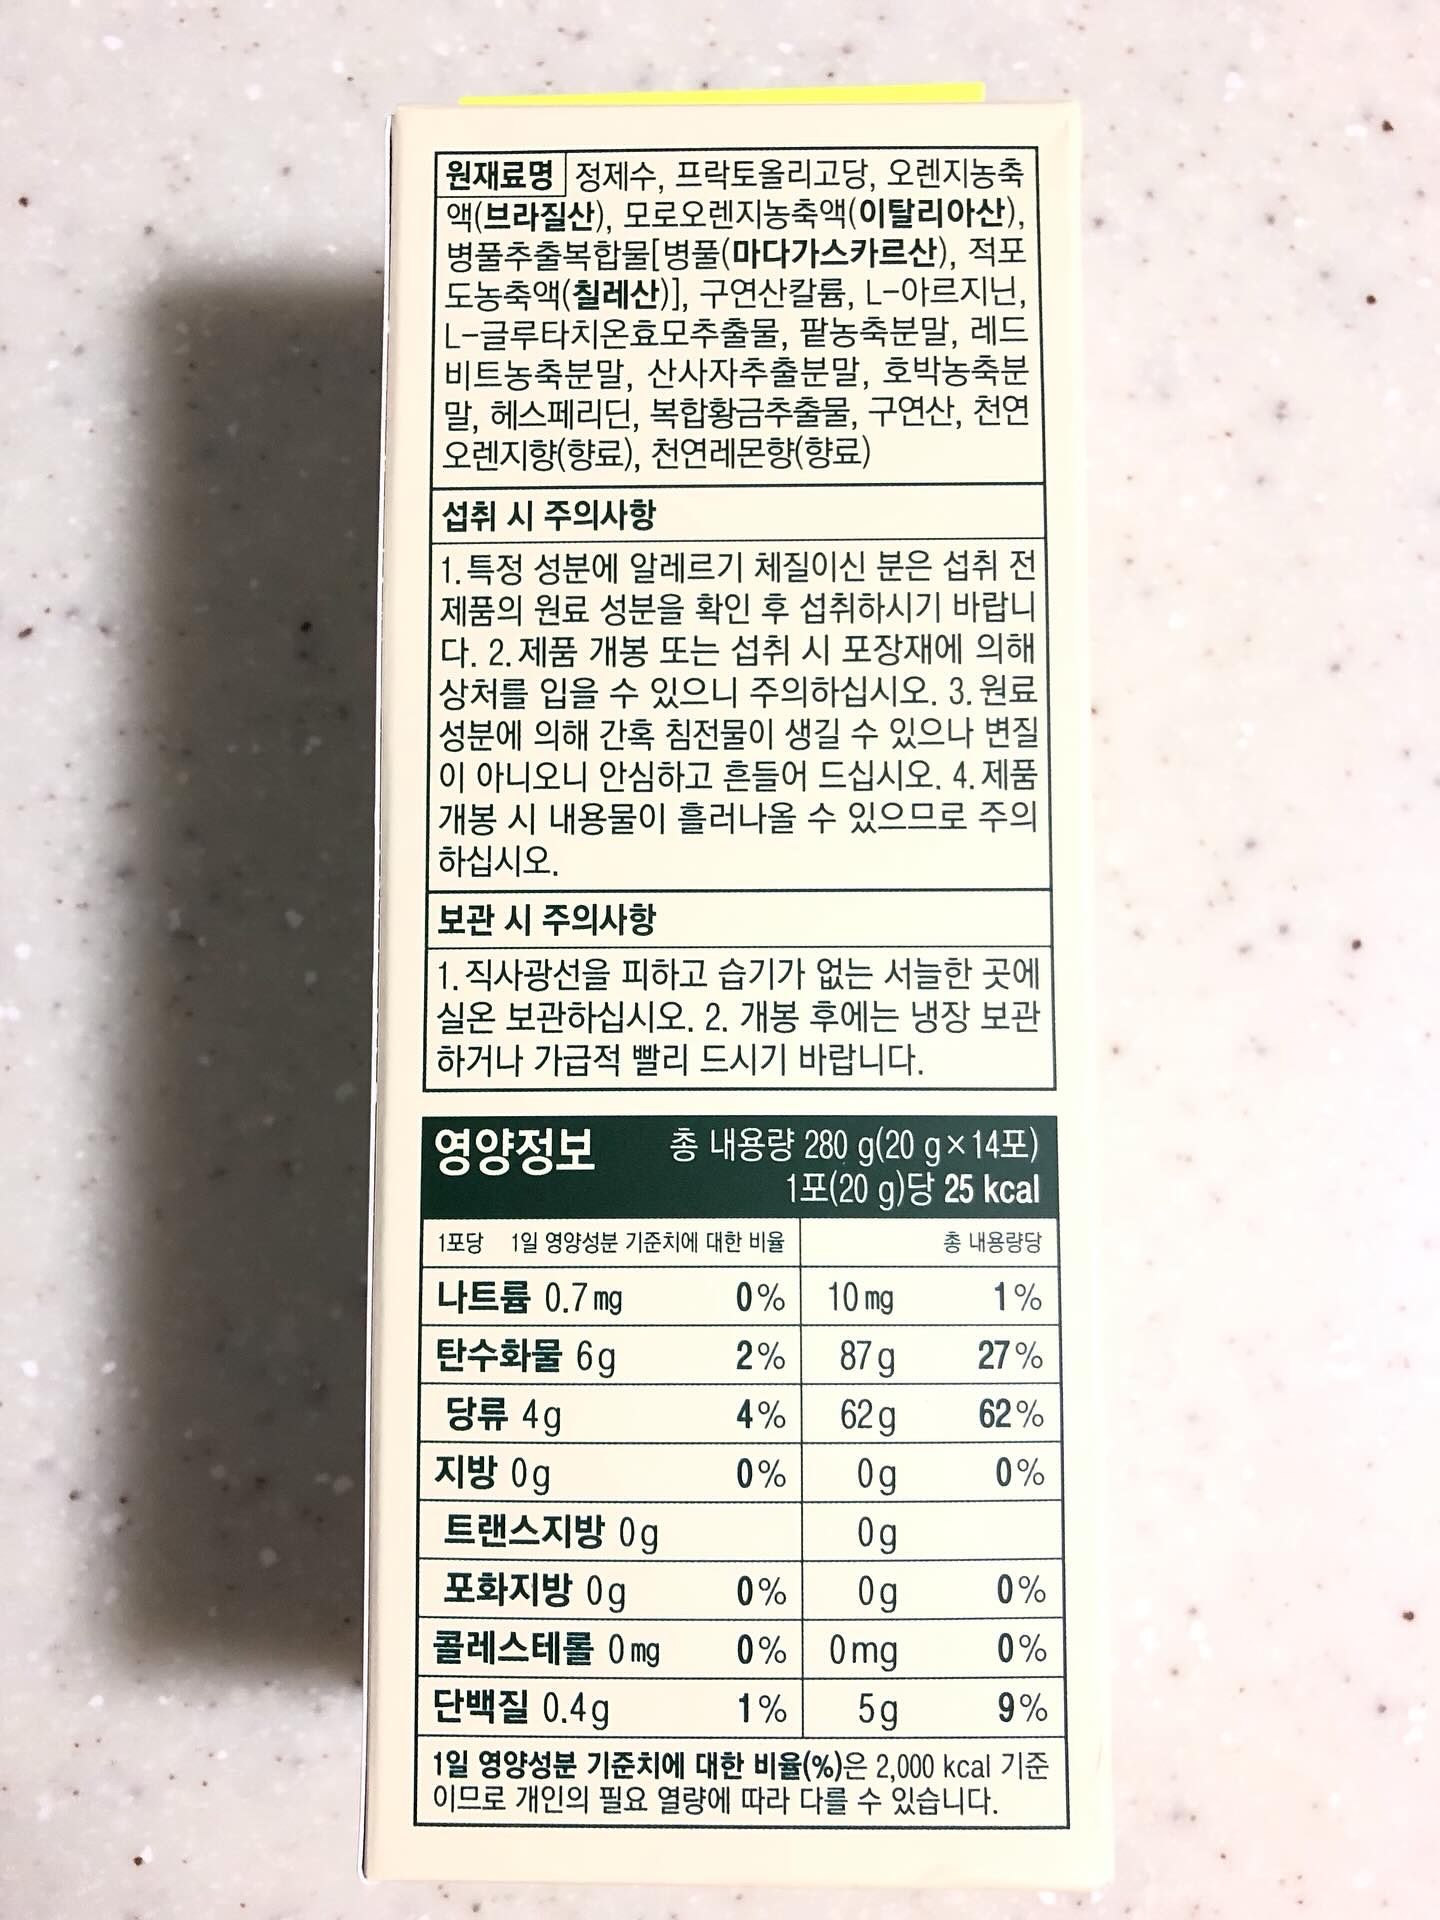 원재료명 정제수, 프락토올리고당, 오렌지농축
액(브라질산), 모로오렌지농축액(이탈리아산),
병풀추출복합물[병풀(마다가스카르산), 적포
도농축액(칠레산)], 구연산칼륨, L-아르지닌,
L-글루타치온효모추출물, 팥농축분말, 레드
비트농축분말, 산사자추출분말, 호박농축분
말, 헤스페리딘, 복합황금추출물, 구연산, 천연
오렌지향(향료), 천연레몬향(향료)
섭취 시 주의사항
1. 특정 성분에 알레르기 체질이신 분은 섭취 전
제품의 원료 성분을 확인 후 섭취하시기 바랍니
다. 2. 제품 개봉 또는 섭취 시 포장재에 의해
상처를 입을 수 있으니 주의하십시오. 3. 원료
성분에 의해 간혹 침전물이 생길 수 있으나 변질
이 아니오니 안심하고 흔들어 드십시오. 4. 제품
개봉 시 내용물이 흘러나올 수 있으므로 주의
하십시오.
보관 시 주의사항
1. 직사광선을 피하고 습기가 없는 서늘한 곳에
실온 보관하십시오. 2. 개봉 후에는 냉장 보관
하거나 가급적 빨리 드시기 바랍니다.
영양정보 총 내용량 280 g(20 g×14포)
1포(20 g)당 25 kcal
1포당 1일 영양성분 기준치에 대한 비율 총 내용량당
나트륨 0.7 mg 0% 10 mg 1%
탄수화물 6 g 2% 87 g 27%
당류 4 g 4% 62 g 62%
지방 0 g 0% 0 g 0%
트랜스지방 0 g 0 g
포화지방 0 g 0% 0 g 0%
콜레스테롤 0 mg 0% 0 mg 0%
단백질 0.4 g 1% 5 g 9%
1일 영양성분 기준치에 대한 비율(%)은 2,000 kcal 기준
이므로 개인의 필요 열량에 따라 다를 수 있습니다.